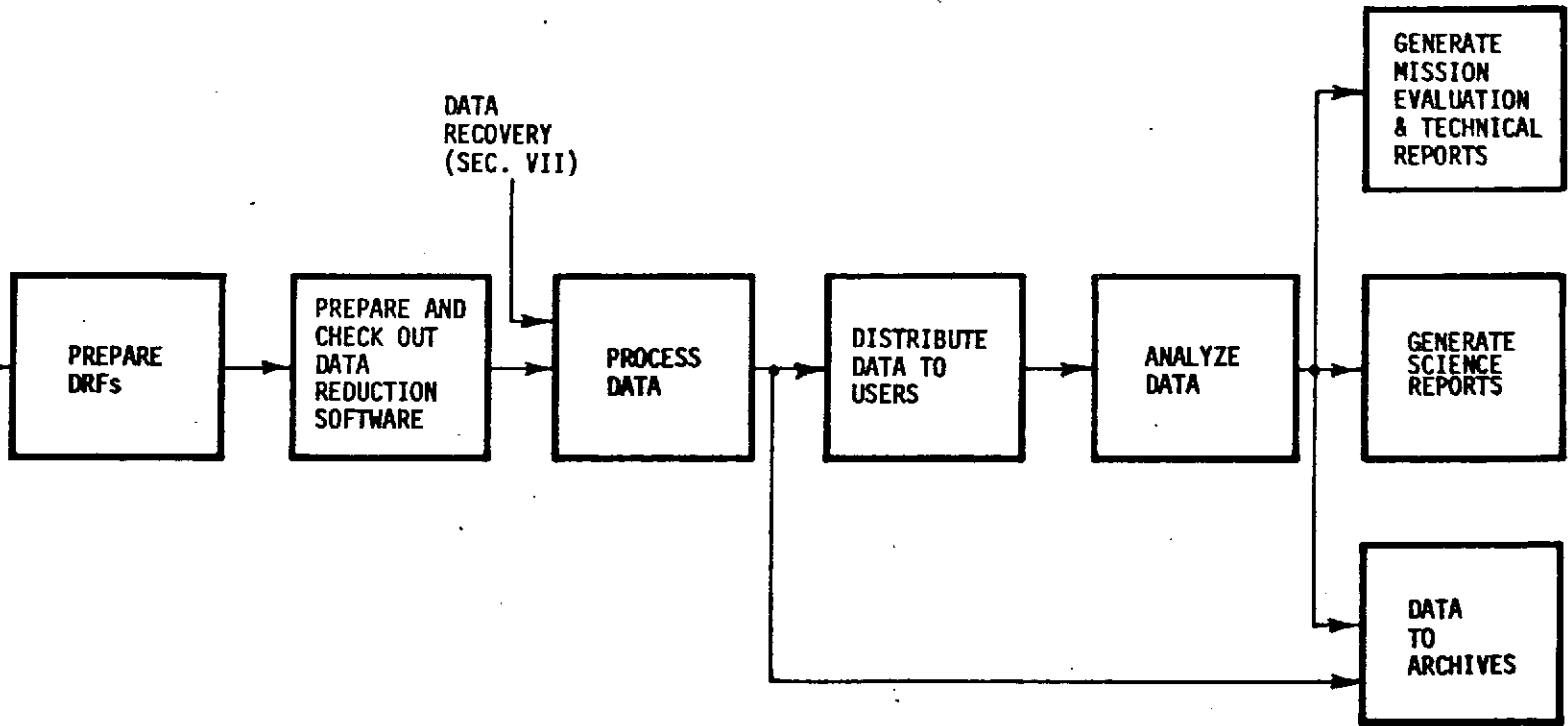 GENERATE
MISSION
EVALUATION
& TECHNICAL
REPORTS
DATA
RECOVERY
(SEC. VII)
PREPARE
DRFs
PREPARE AND
CHECK OUT
DATA
REDUCTION
SOFTWARE
PROCESS
DATA
DISTRIBUTE
DATA TO
USERS
ANALYZE
DATA
GENERATE
SCIENCE
REPORTS
DATA
TO
ARCHIVES